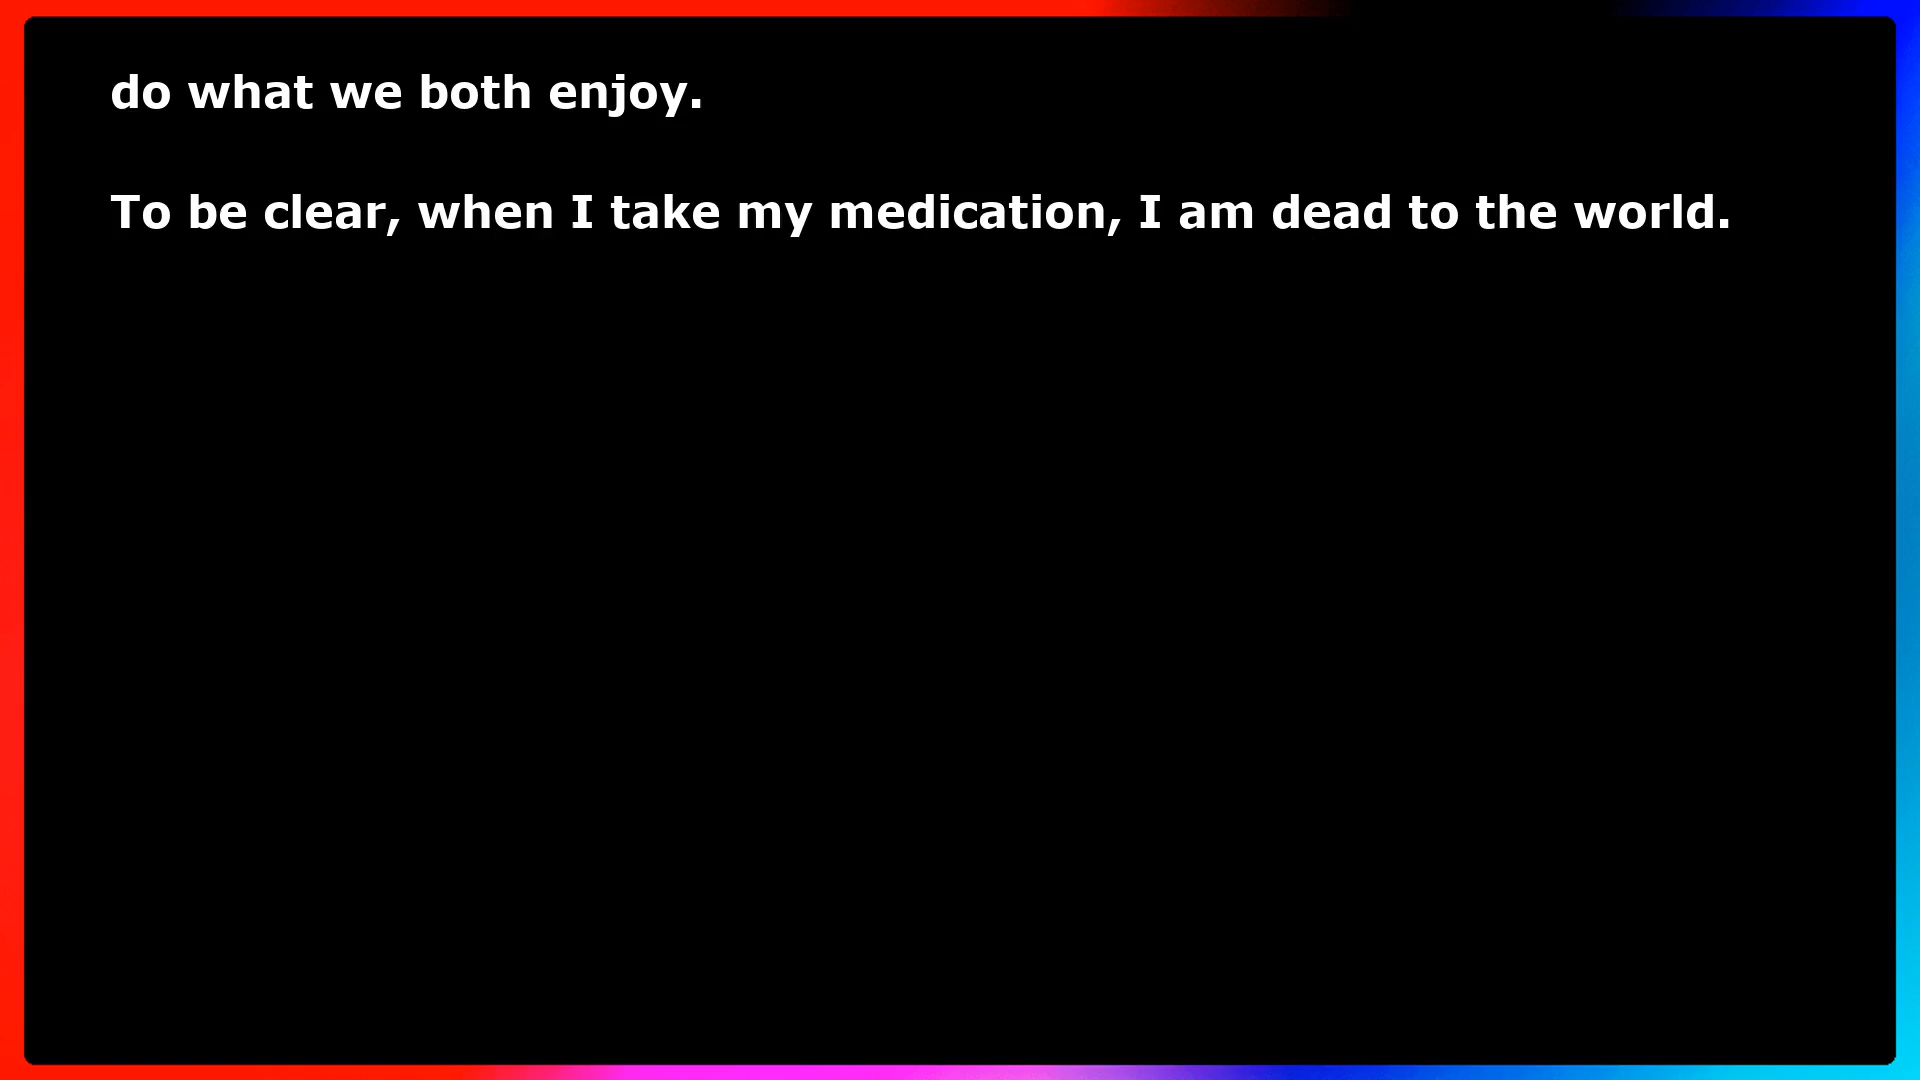 do what we both enjoy.
To be clear, when I take my medication, I am dead to the world.